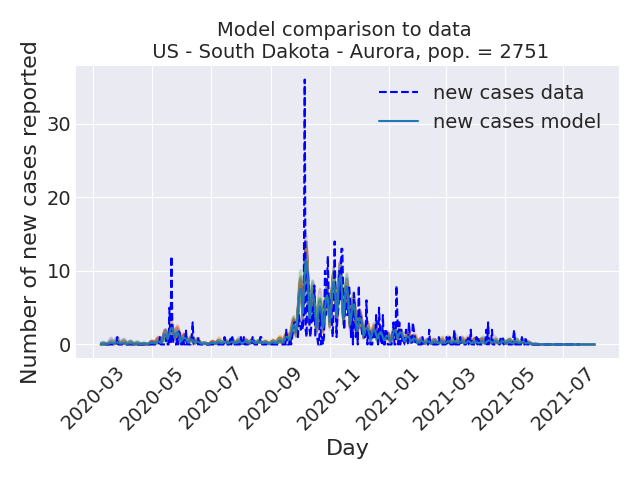 Model comparison to data
US - South Dakota - Aurora, pop. = 2751
Number of new cases reported
new cases data
new cases model
30
20
10
0
2020-03
2020-05
2020-07
2020-09
2020-11
2021-01
2021-03
2021-05
2021-07
Day